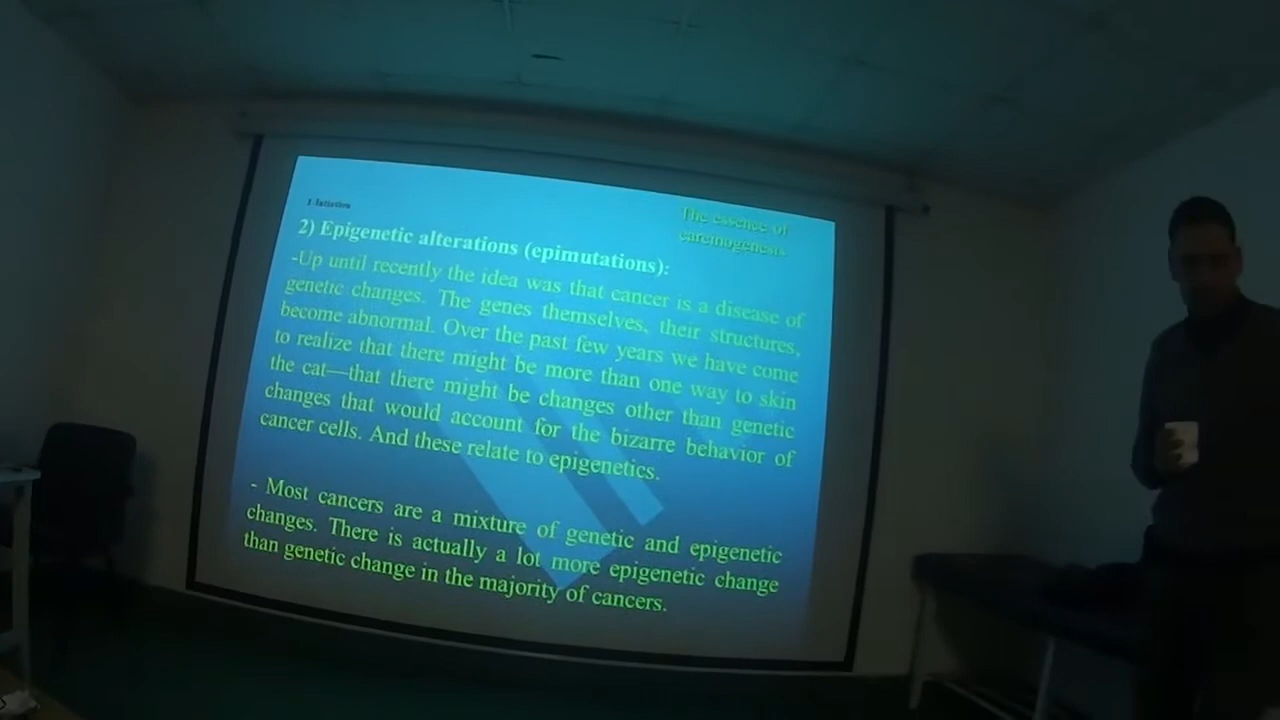 The essence of
carcinogenesis
2) Epigenetic alterations (epimutations):
-Up until recently the idea was that cancer is a disease of
genetic changes. The genes themselves, their structures,
become abnormal. Over the past few years we have come
to realize that there might be more than one way to skin
the cat—that there might be changes other than genetic
changes that would account for the bizarre behavior of
cancer cells. And these relate to epigenetics.
- Most cancers are a mixture of genetic and epigenetic
changes. There is actually a lot more epigenetic change
than genetic change in the majority of cancers.